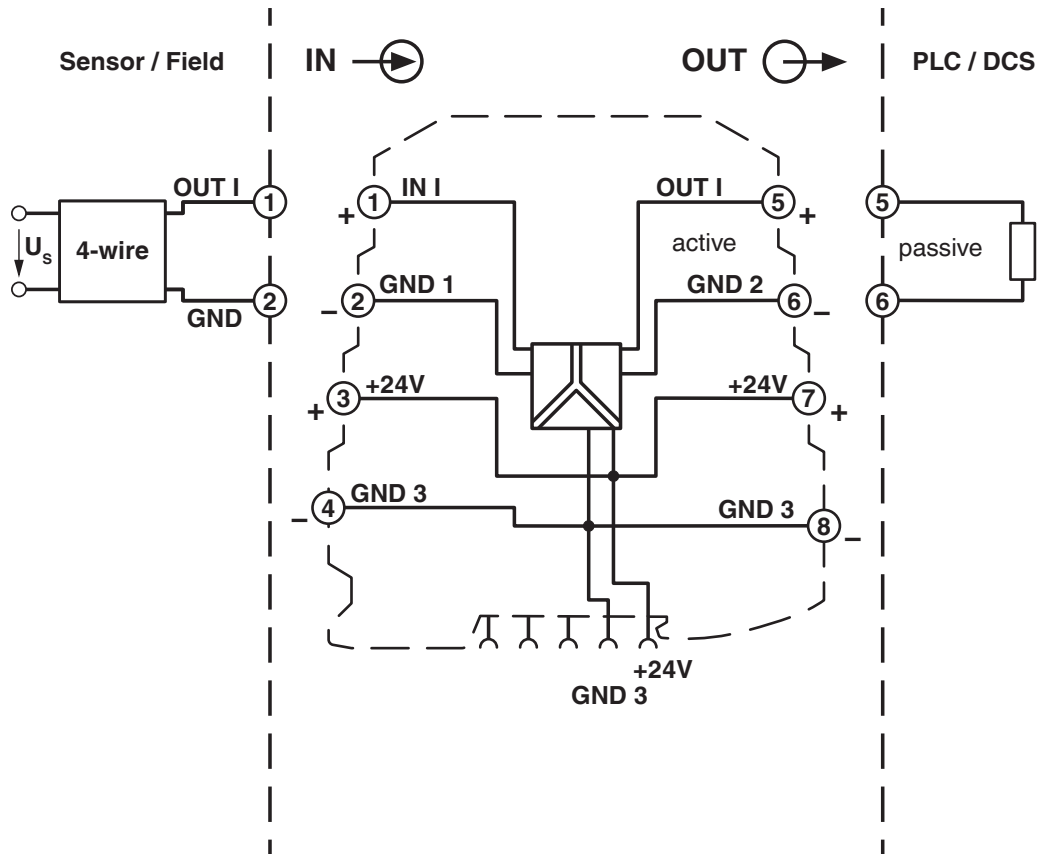 Sensor / Field
IN
OUT
PLC / DCS
OUT I
1
+
1
IN I
OUT I
5
+
5
U_S
4-wire
active
passive
GND
2
−
2
GND 1
GND 2
6
−
6
+
3
+24V
+24V
7
+
−
4
GND 3
GND 3
8
−
+24V
GND 3